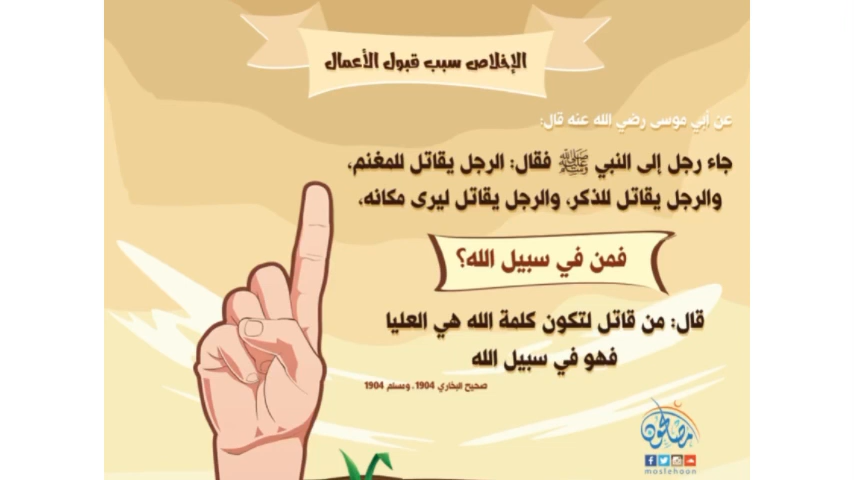 الإخلاص سبب قبول الأعمال
عن أبي موسى رضي الله عنه قال:
جاء رجل إلى النبي ﷺ فقال: الرجل يقاتل للمغنم،
والرجل يقاتل للذكر، والرجل يقاتل ليرى مكانه،
فمن في سبيل الله؟
قال: من قاتل لتكون كلمة الله هي العليا
فهو في سبيل الله
صحيح البخاري 1904، ومسلم 1904
مصلحون
moslehoon